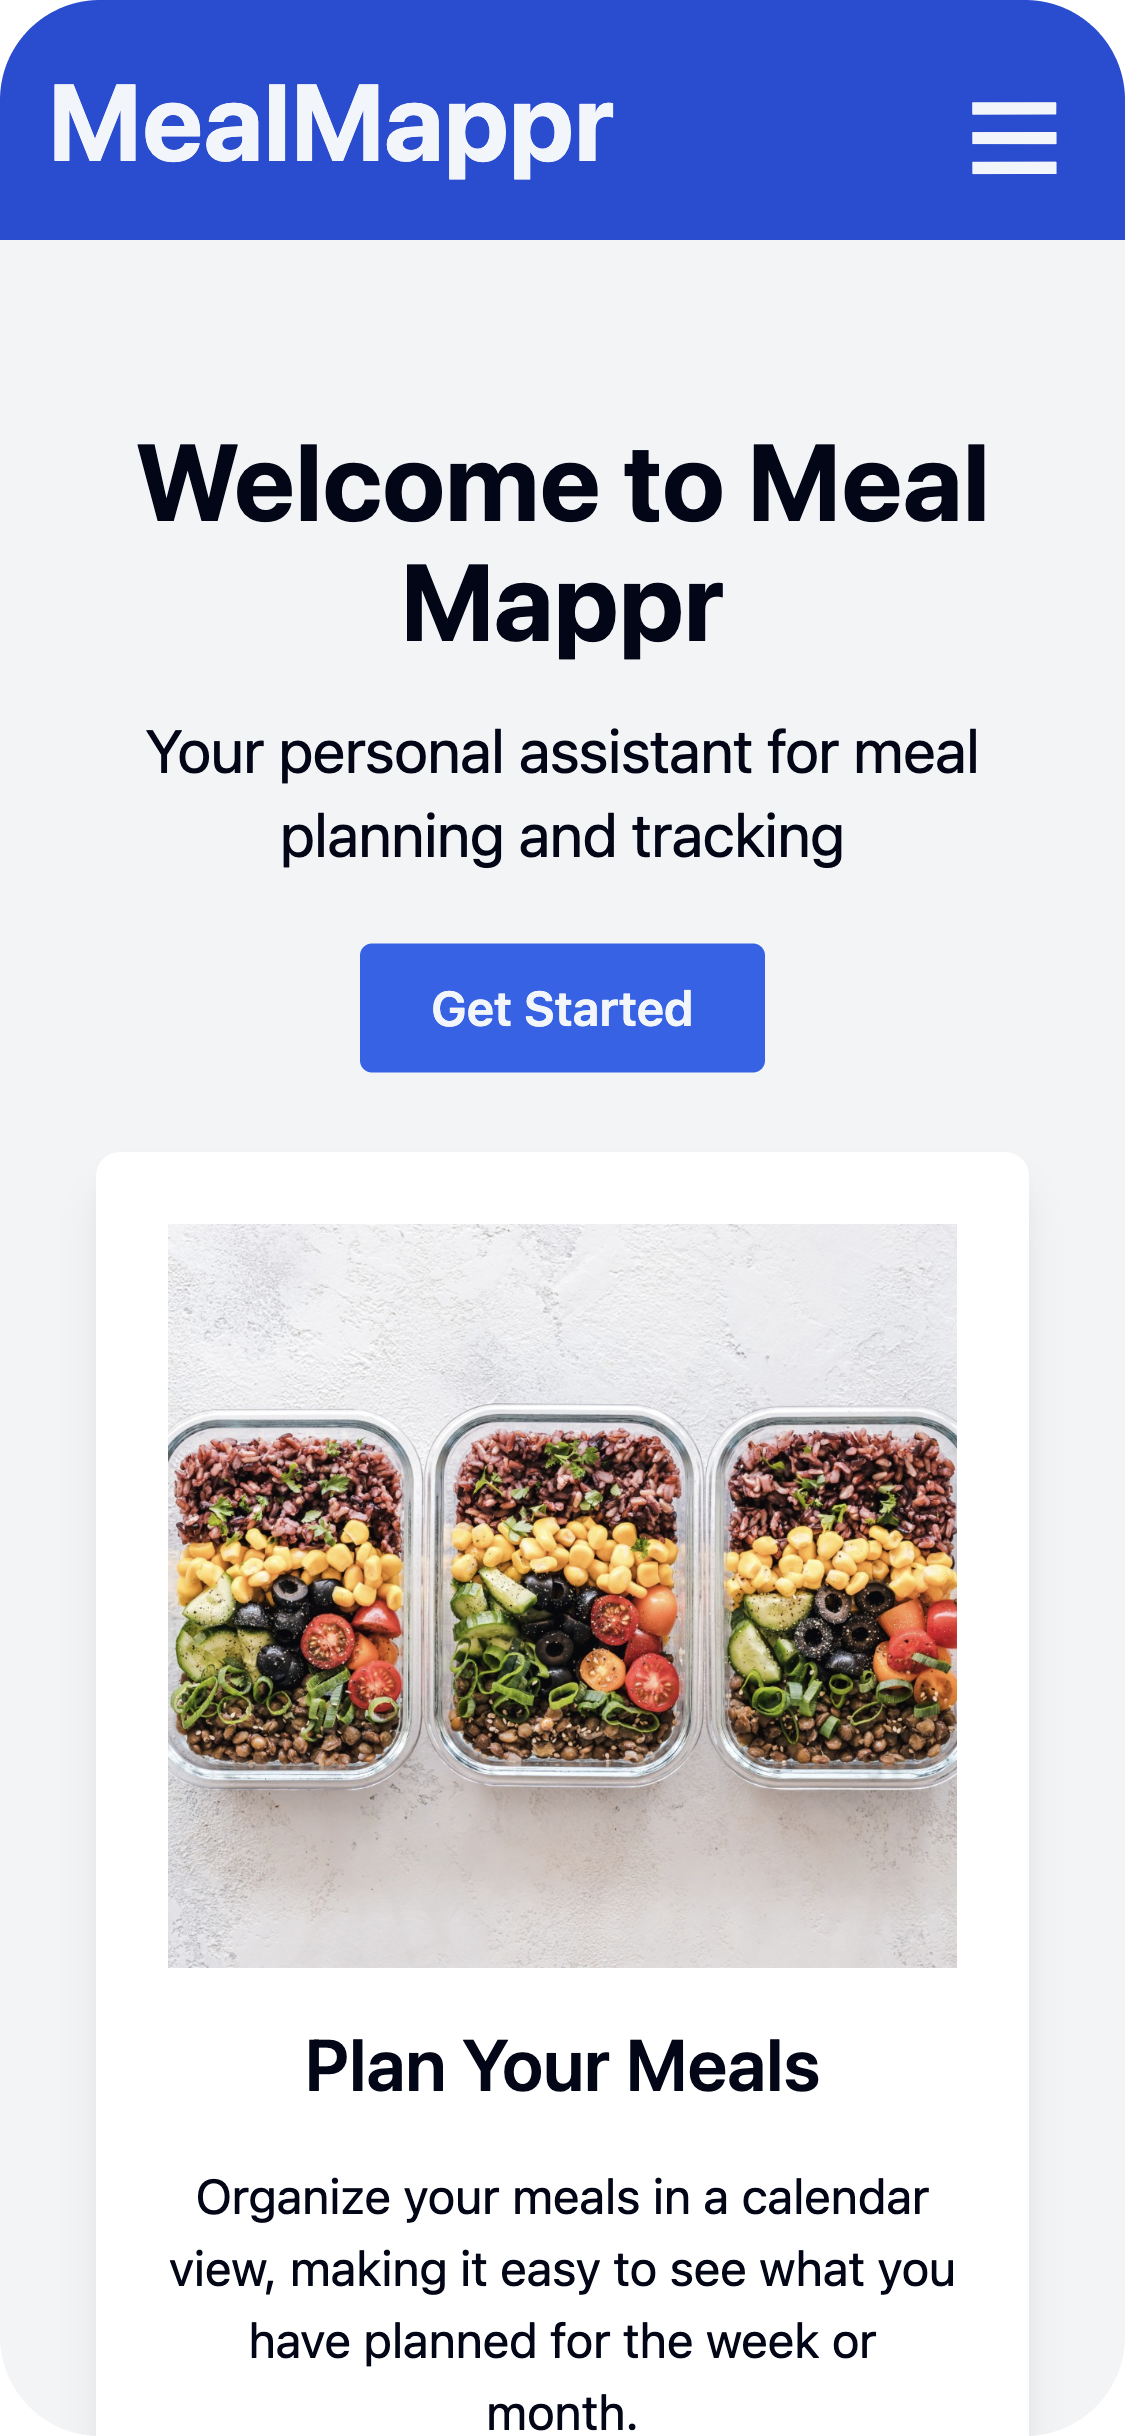 MealMappr
Welcome to Meal
Mappr
Your personal assistant for meal
planning and tracking
Get Started
Plan Your Meals
Organize your meals in a calendar
view, making it easy to see what you
have planned for the week or
month.